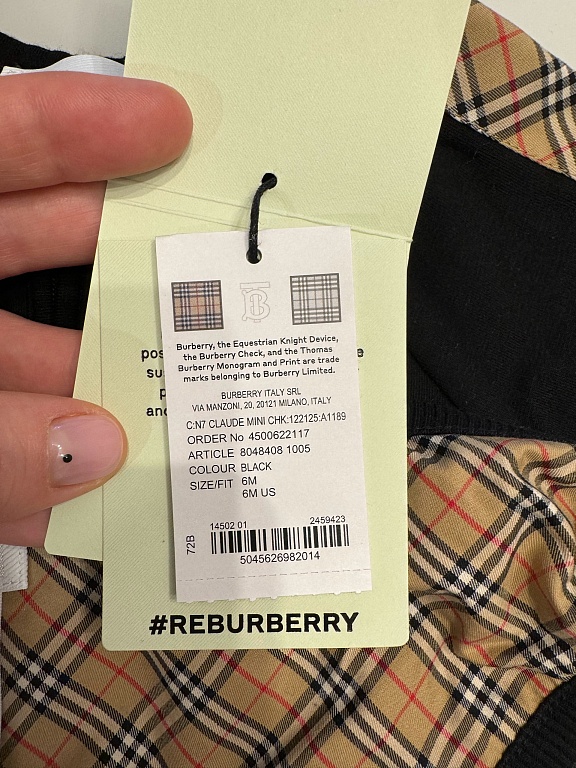 Burberry, the Equestrian Knight Device,
the Burberry Check, and the Thomas
Burberry Monogram and Print are trade
marks belonging to Burberry Limited.
BURBERRY ITALY SRL
VIA MANZONI, 20, 20121 MILANO, ITALY
C:N7 CLAUDE MINI CHK:122125:A1189
ORDER No 4500622117
ARTICLE 8048408 1005
COLOUR BLACK
SIZE/FIT 6M
6M US
72B
14502 01 2459423
5045626982014
#REBURBERRY